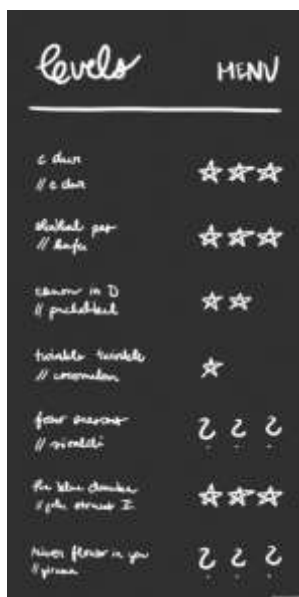 levels MENU
c dur
// c dur
canon in D
// pachelbel
twinkle twinkle
// cocomelon
four seasons
// vivaldi
? ? ?
the blue danube
river flows in you
// yiruma
? ? ?